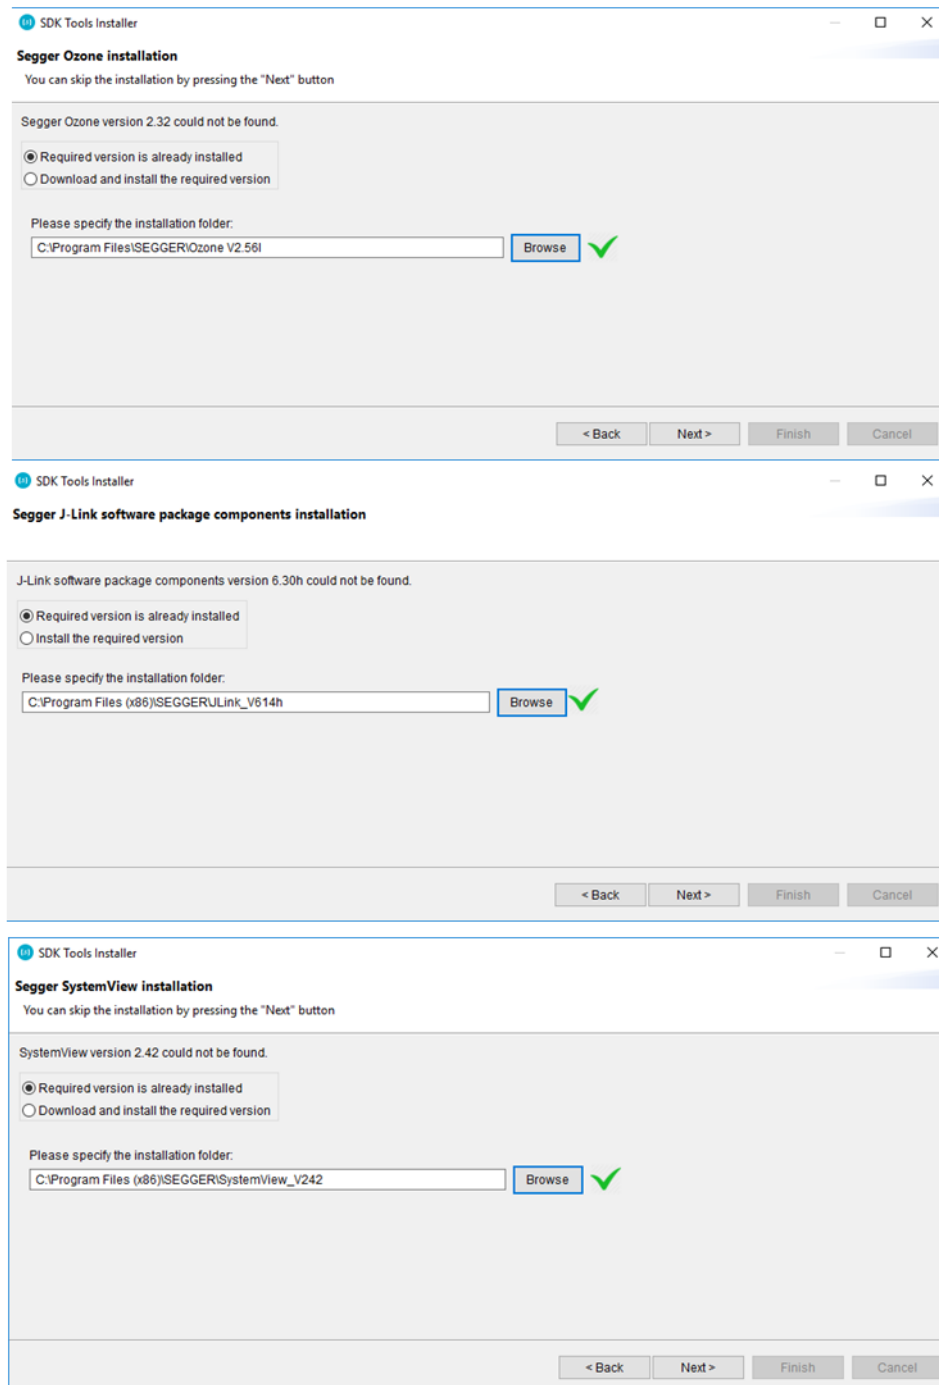 SDK Tools Installer
Segger Ozone installation
You can skip the installation by pressing the "Next" button
Segger Ozone version 2.32 could not be found.
Required version is already installed
Download and install the required version
Please specify the installation folder:
C:\Program Files\SEGGER\Ozone V2.56l
Browse
< Back Next > Finish Cancel
SDK Tools Installer
Segger J-Link software package components installation
J-Link software package components version 6.30h could not be found.
Required version is already installed
Install the required version
Please specify the installation folder:
C:\Program Files (x86)\SEGGER\JLink_V614h
Browse
< Back Next > Finish Cancel
SDK Tools Installer
Segger SystemView installation
You can skip the installation by pressing the "Next" button
SystemView version 2.42 could not be found.
Required version is already installed
Download and install the required version
Please specify the installation folder:
C:\Program Files (x86)\SEGGER\SystemView_V242
Browse
< Back Next > Finish Cancel